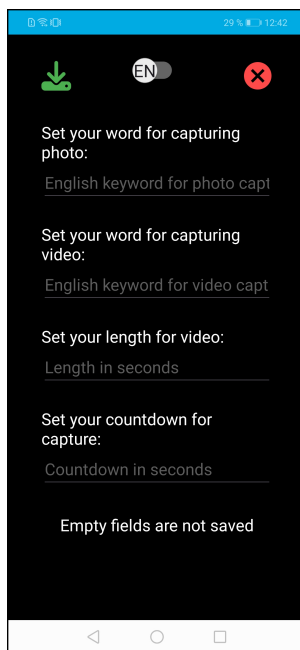 29 % 12:42
EN
Set your word for capturing
photo:
English keyword for photo capt
Set your word for capturing
video:
English keyword for video capt
Set your length for video:
Length in seconds
Set your countdown for
capture:
Countdown in seconds
Empty fields are not saved